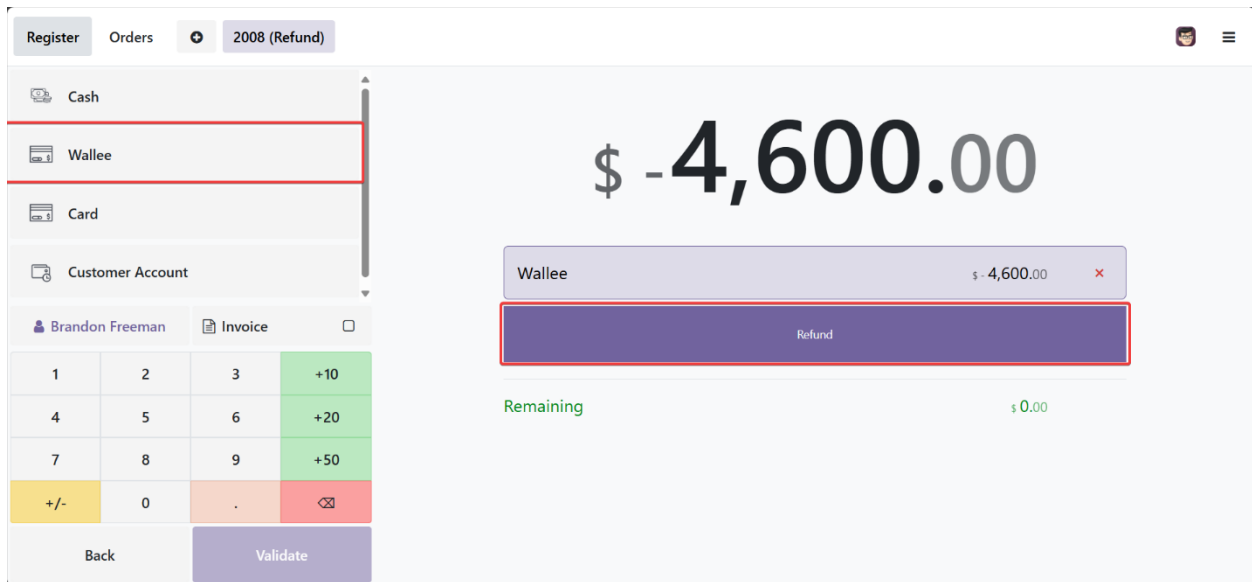 Register Orders 2008 (Refund)
Cash
Wallee
Card
Customer Account
Brandon Freeman Invoice
1 2 3 +10
4 5 6 +20
7 8 9 +50
+/- 0 .
Back Validate
$ -4,600.00
Wallee $ -4,600.00
Refund
Remaining $ 0.00